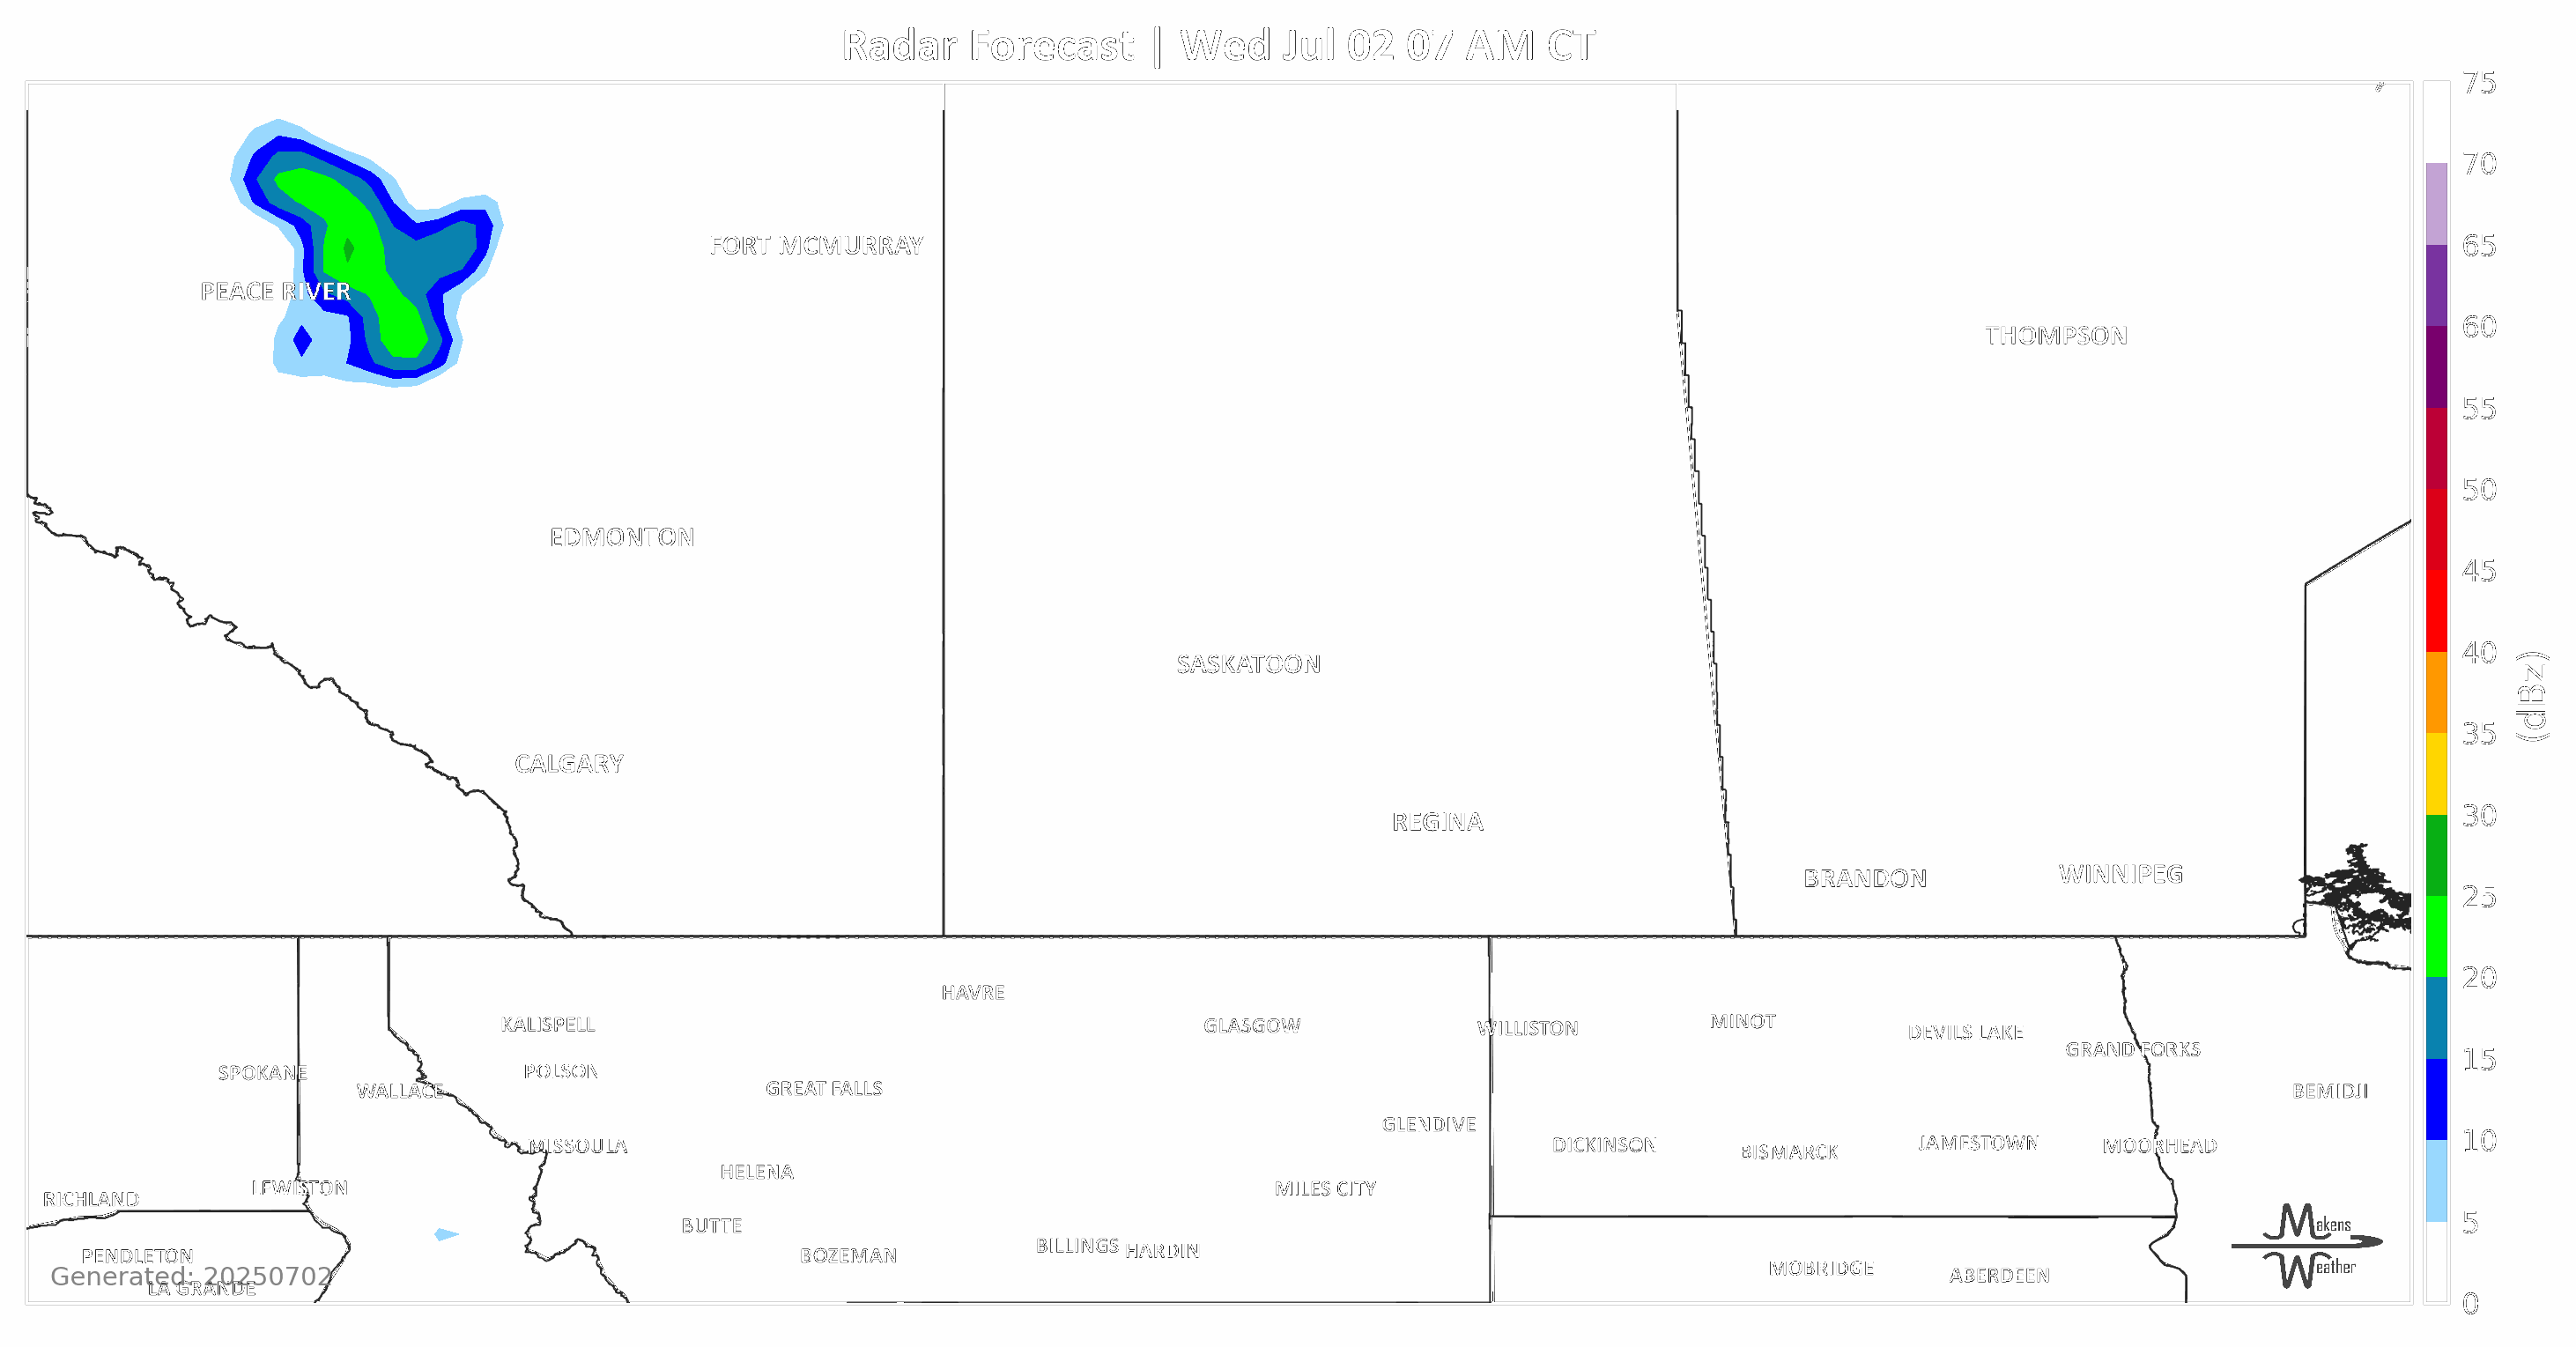 Radar Forecast | Wed Jul 02 07 AM CT
75
70
65
60
55
50
45
40
35
30
25
20
15
10
5
0
(dBz)
FORT MCMURRAY
PEACE RIVER
THOMPSON
EDMONTON
SASKATOON
CALGARY
REGINA
BRANDON
WINNIPEG
HAVRE
KALISPELL
GLASGOW
WILLISTON
MINOT
DEVILS LAKE
GRAND FORKS
SPOKANE
POLSON
WALLACE
GREAT FALLS
BEMIDJI
GLENDIVE
MISSOULA
DICKINSON
BISMARCK
JAMESTOWN
MOORHEAD
HELENA
LEWISTON
MILES CITY
RICHLAND
BUTTE
PENDLETON
BOZEMAN
BILLINGS
HARDIN
MOBRIDGE
ABERDEEN
Generated: 20250702
LA GRANDE
Makens
Weather